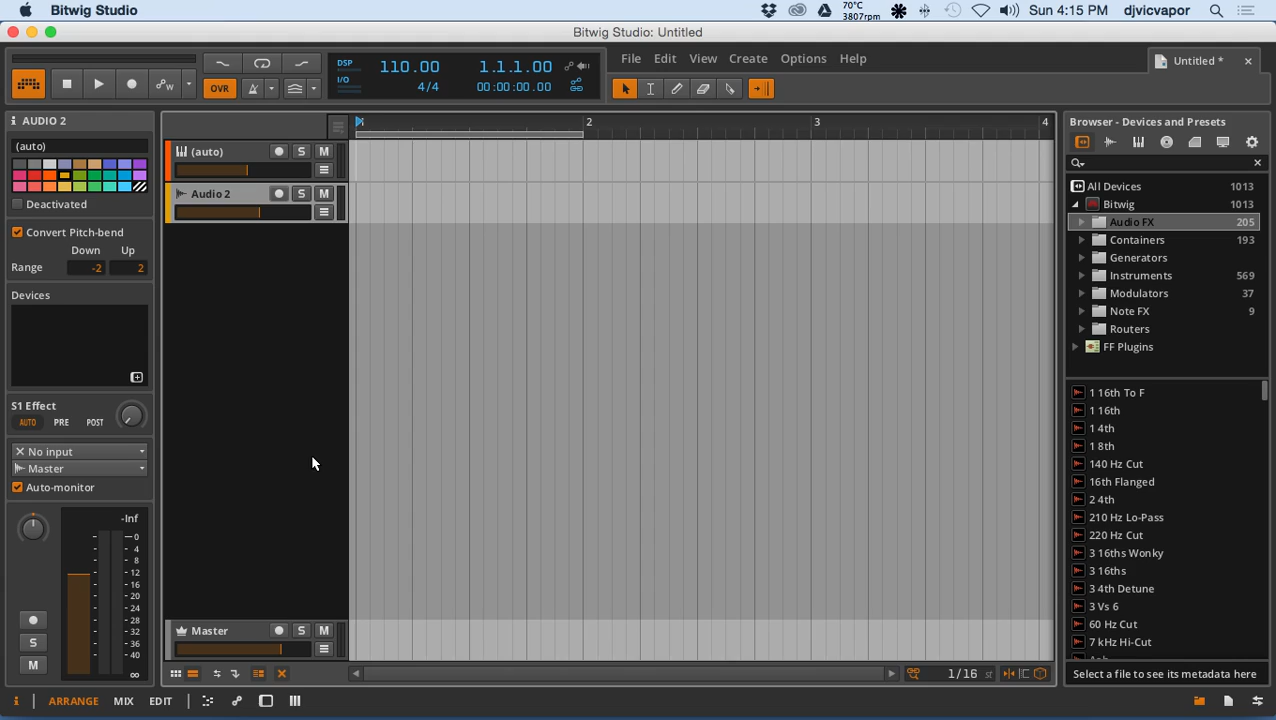 Bitwig Studio
70°C
3807rpm
Sun 4:15 PM
djvicvapor
Bitwig Studio: Untitled
OVR
DSP
I/O
110.00
4/4
1.1.1.00
00:00:00.00
File
Edit
View
Create
Options
Help
Untitled *
AUDIO 2
(auto)
Deactivated
Convert Pitch-bend
Down
Up
Range
-2
2
Devices
S1 Effect
AUTO
PRE
POST
No input
Master
Auto-monitor
-Inf
0
4
8
12
16
20
24
28
32
36
40
∞
S
M
2
3
4
(auto)
S
M
Audio 2
S
M
Master
S
M
1/16
st
Browser - Devices and Presets
All Devices
1013
Bitwig
1013
Audio FX
205
Containers
193
Generators
Instruments
569
Modulators
37
Note FX
9
Routers
FF Plugins
1 16th To F
1 16th
1 4th
1 8th
140 Hz Cut
16th Flanged
2 4th
210 Hz Lo-Pass
220 Hz Cut
3 16ths Wonky
3 16ths
3 4th Detune
3 Vs 6
60 Hz Cut
7 kHz Hi-Cut
Select a file to see its metadata here
i
ARRANGE
MIX
EDIT